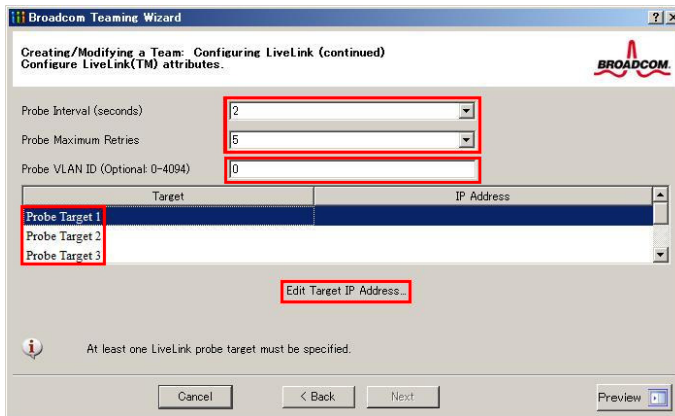 Broadcom Teaming Wizard
Creating/Modifying a Team: Configuring LiveLink (continued)
Configure LiveLink(TM) attributes.
BROADCOM.
Probe Interval (seconds) 2
Probe Maximum Retries 5
Probe VLAN ID (Optional: 0-4094) 0
Target IP Address
Probe Target 1
Probe Target 2
Probe Target 3
Edit Target IP Address...
At least one LiveLink probe target must be specified.
Cancel < Back Next Preview